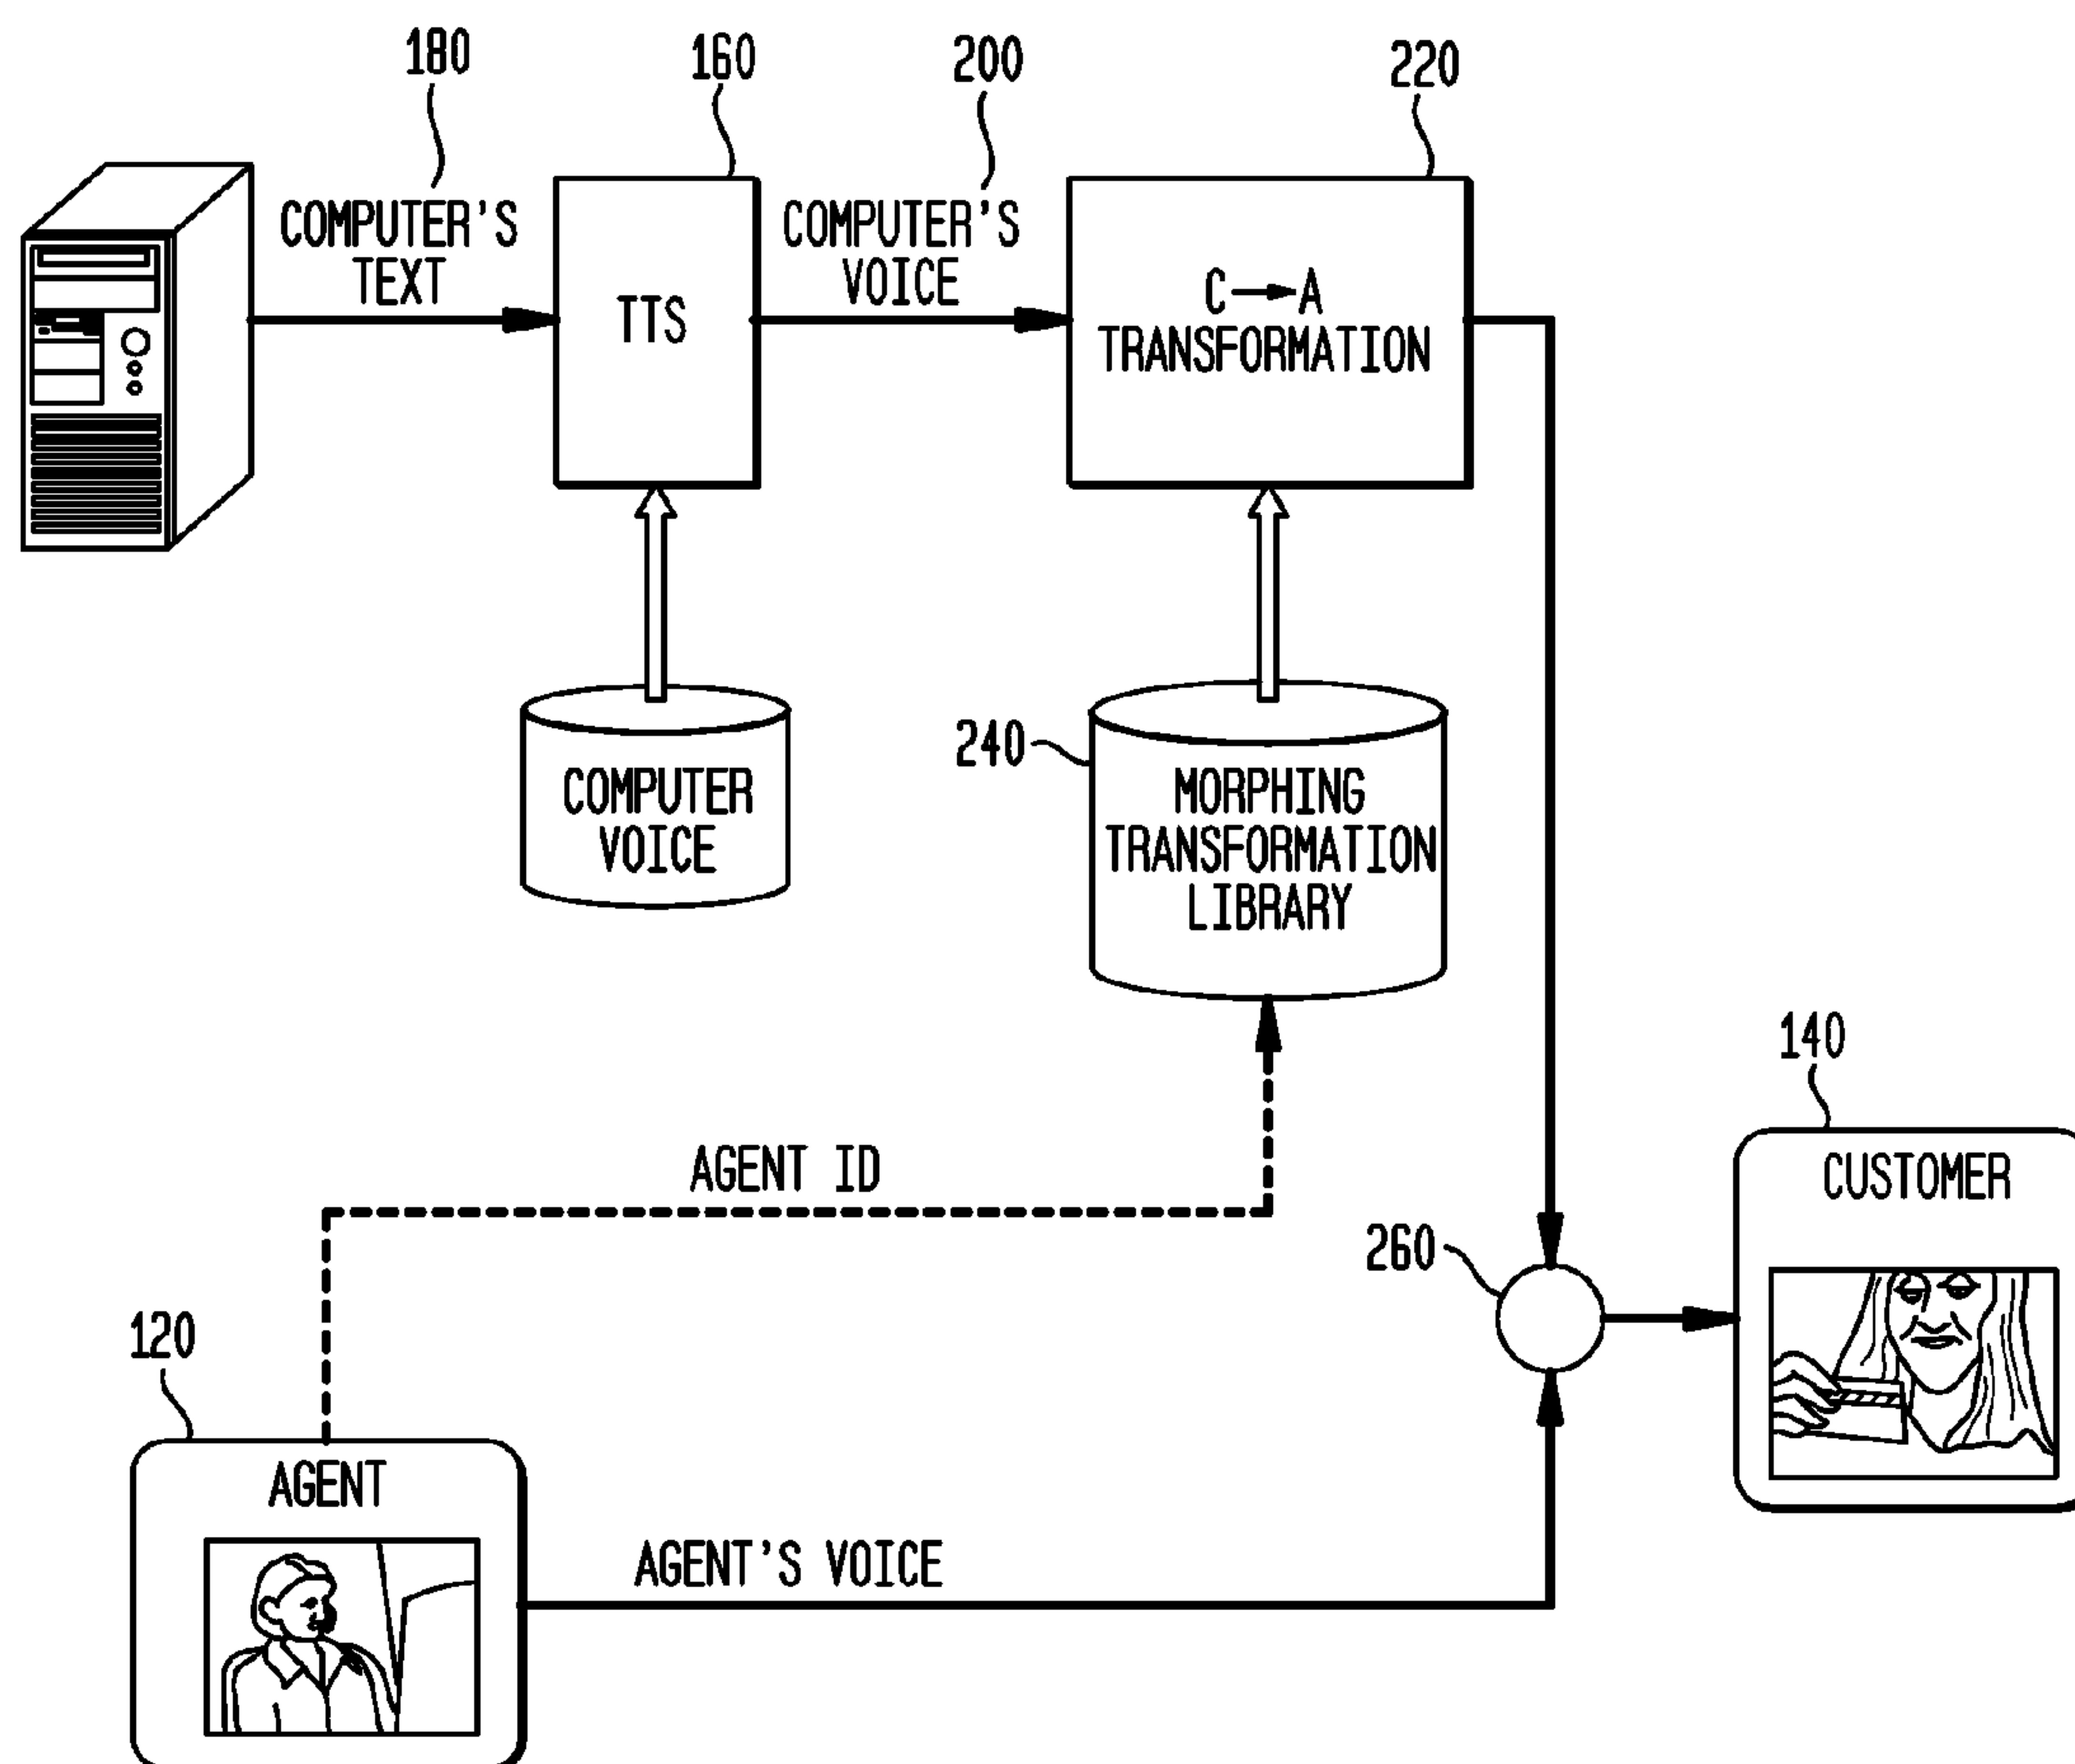 180
160
200
220
COMPUTER'S
TEXT
TTS
COMPUTER'S
VOICE
C→A
TRANSFORMATION
COMPUTER
VOICE
240
MORPHING
TRANSFORMATION
LIBRARY
140
CUSTOMER
AGENT ID
260
120
AGENT
AGENT'S VOICE